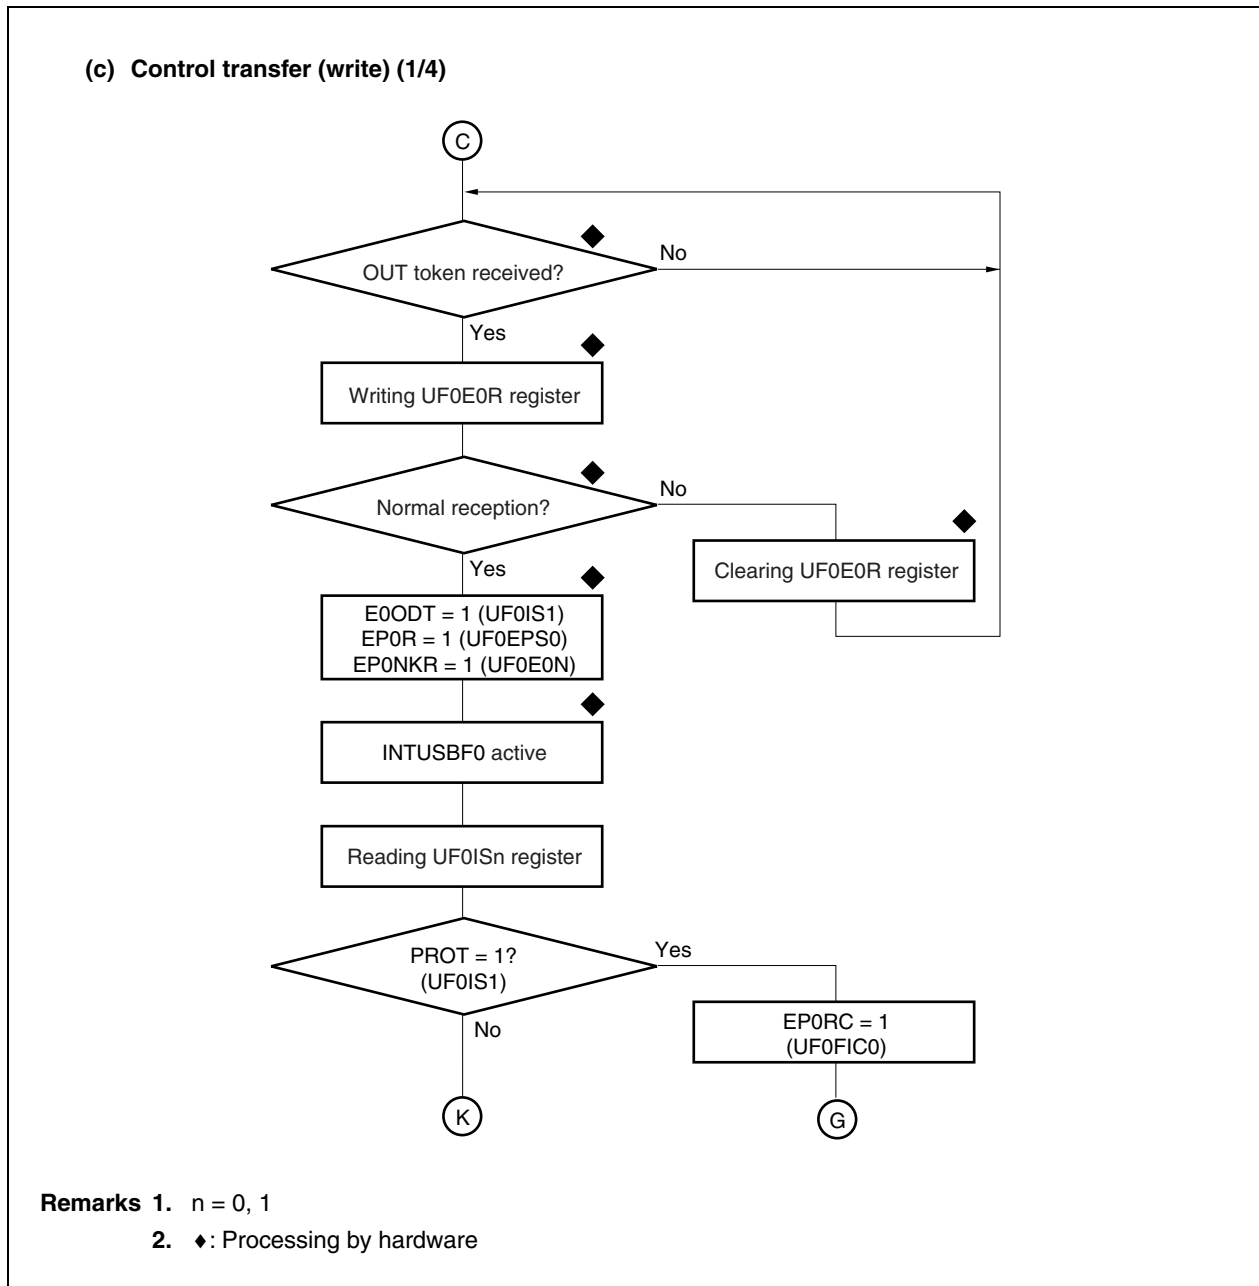 (c) Control transfer (write) (1/4)
C
OUT token received?
No
Yes
Writing UF0E0R register
Normal reception?
No
Yes
Clearing UF0E0R register
E0ODT = 1 (UF0IS1)
EP0R = 1 (UF0EPS0)
EP0NKR = 1 (UF0E0N)
INTUSBF0 active
Reading UF0ISn register
PROT = 1?
(UF0IS1)
Yes
No
EP0RC = 1
(UF0FIC0)
K
G
Remarks 1. n = 0, 1
2. ♦: Processing by hardware